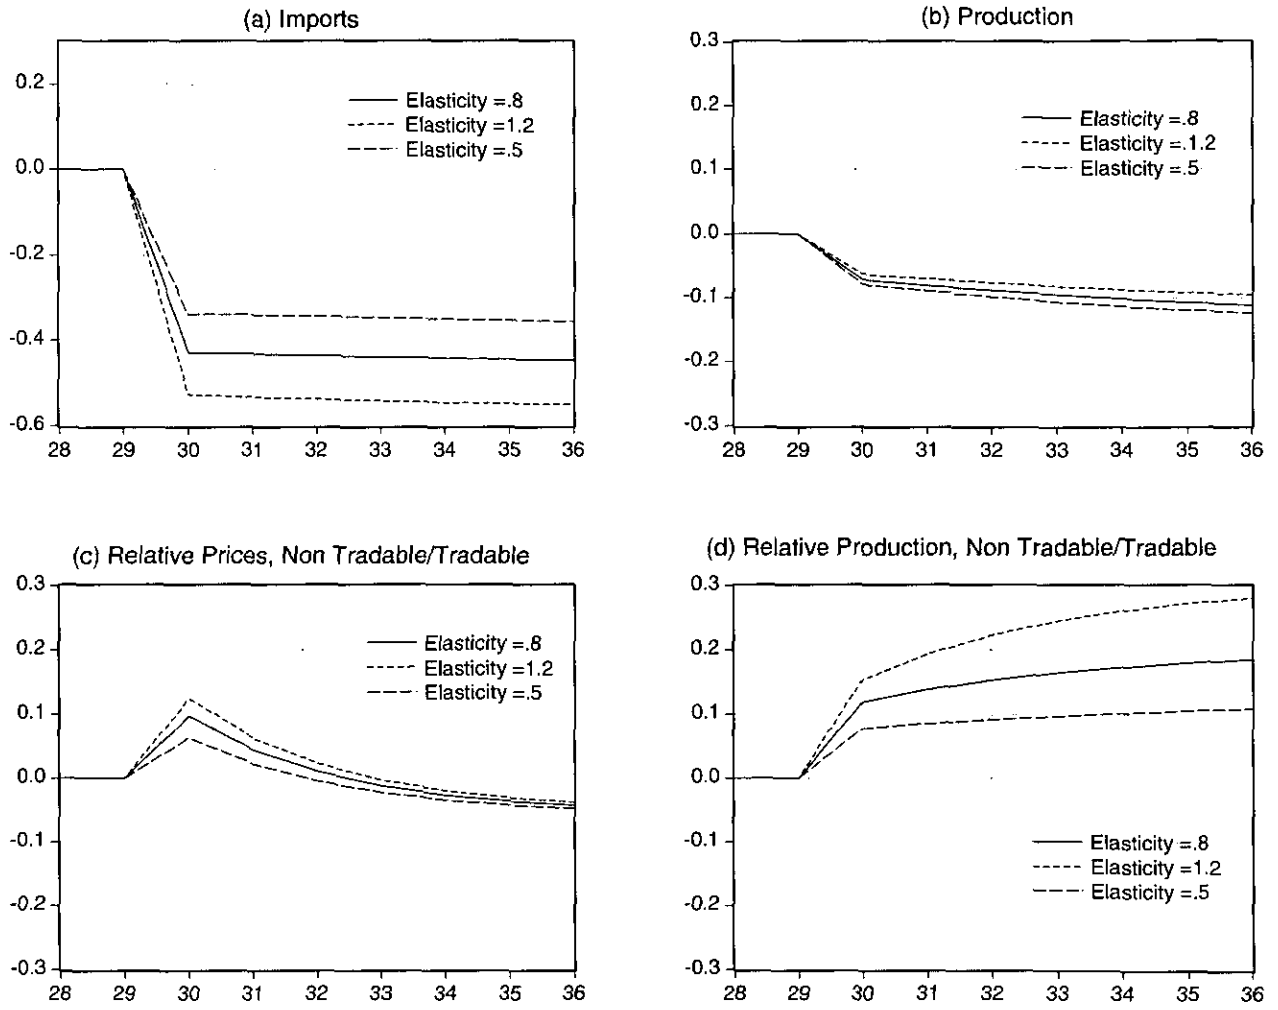 (a) Imports
0.2
0.0
-0.2
-0.4
-0.6
Elasticity =.8
Elasticity =1.2
Elasticity =.5
28 29 30 31 32 33 34 35 36
(b) Production
0.3
0.2
0.1
0.0
-0.1
-0.2
-0.3
Elasticity =.8
Elasticity =.1.2
Elasticity =.5
28 29 30 31 32 33 34 35 36
(c) Relative Prices, Non Tradable/Tradable
0.3
0.2
0.1
0.0
-0.1
-0.2
-0.3
Elasticity =.8
Elasticity =1.2
Elasticity =.5
28 29 30 31 32 33 34 35 36
(d) Relative Production, Non Tradable/Tradable
0.3
0.2
0.1
0.0
-0.1
-0.2
-0.3
Elasticity =.8
Elasticity =1.2
Elasticity =.5
28 29 30 31 32 33 34 35 36